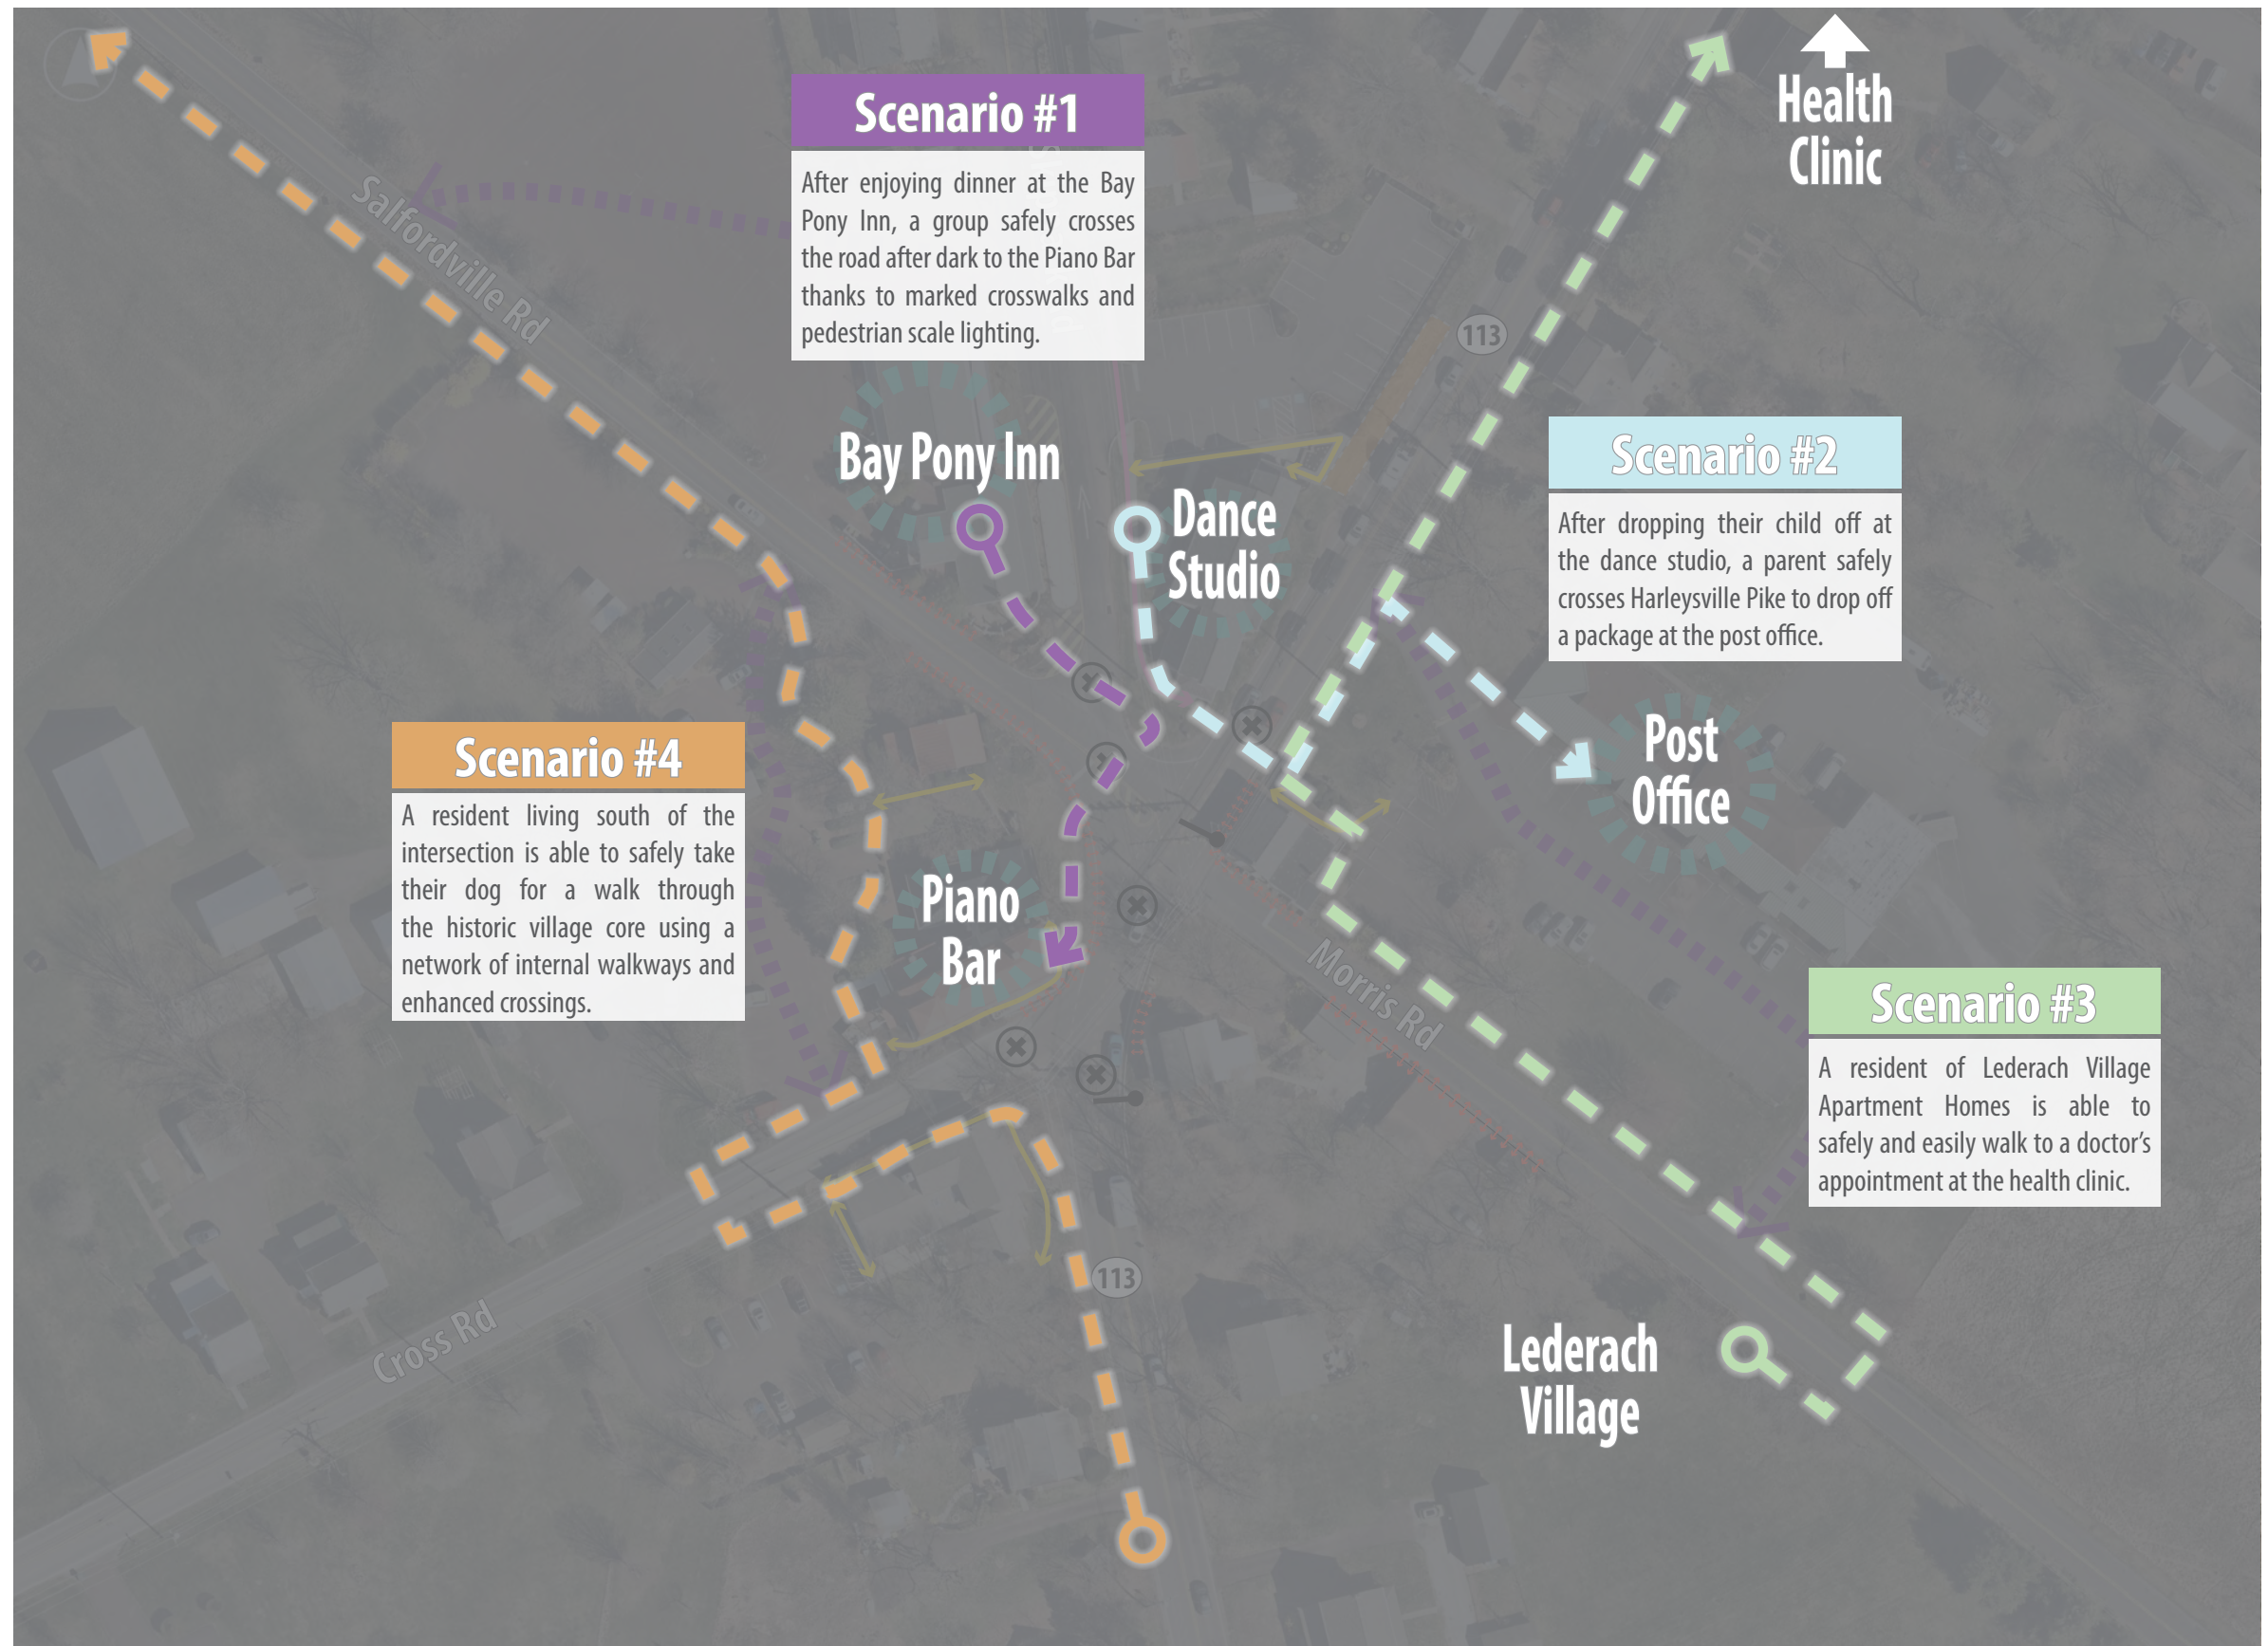 Scenario #1
After enjoying dinner at the Bay
Pony Inn, a group safely crosses
the road after dark to the Piano Bar
thanks to marked crosswalks and
pedestrian scale lighting.
Health
Clinic
Salfordville Rd
113
Bay Pony Inn
Dance
Studio
Scenario #2
After dropping their child off at
the dance studio, a parent safely
crosses Harleysville Pike to drop off
a package at the post office.
Post
Office
Scenario #4
A resident living south of the
intersection is able to safely take
their dog for a walk through
the historic village core using a
network of internal walkways and
enhanced crossings.
Piano
Bar
Morris Rd
Scenario #3
A resident of Lederach Village
Apartment Homes is able to
safely and easily walk to a doctor's
appointment at the health clinic.
113
Cross Rd
Lederach
Village